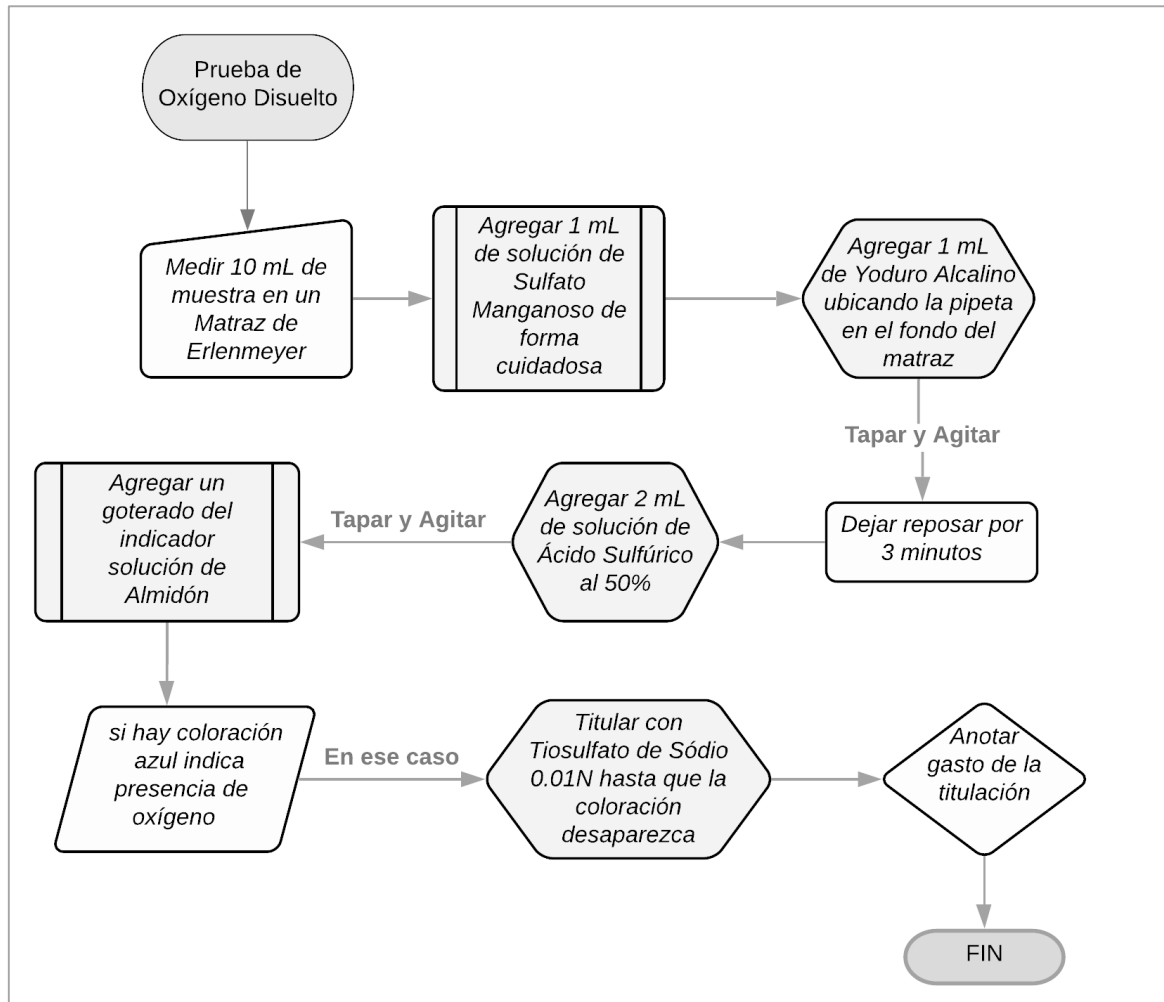 Prueba de
Oxígeno Disuelto
Medir 10 mL de
muestra en un
Matraz de
Erlenmeyer
Agregar 1 mL
de solución de
Sulfato
Manganoso de
forma
cuidadosa
Agregar 1 mL
de Yoduro Alcalino
ubicando la pipeta
en el fondo del
matraz
Tapar y Agitar
Dejar reposar por
3 minutos
Agregar 2 mL
de solución de
Ácido Sulfúrico
al 50%
Tapar y Agitar
Agregar un
goterado del
indicador
solución de
Almidón
si hay coloración
azul indica
presencia de
oxígeno
En ese caso
Titular con
Tiosulfato de Sódio
0.01N hasta que la
coloración
desaparezca
Anotar
gasto de la
titulación
FIN